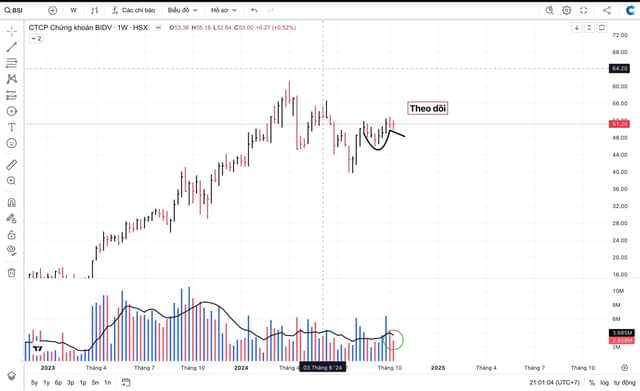 BSI
W
Các chỉ báo
Biểu đồ
Hồ sơ
CTCP Chứng khoán BIDV · 1W · HSX
O53.36 H55.18 L52.64 C53.00 +0.27 (+0.52%)
2
72.00
68.00
64.20
60.00
56.00
Theo dõi
51.20
48.00
44.00
40.00
36.00
32.00
28.00
24.00
20.00
16.00
6M
4M
3.685M
2M
2023
Tháng 4
Tháng 7
Tháng 10
2024
03 Tháng 6 '24
Tháng 10
2025
Tháng 4
Tháng 7
5y
1y
6p
3p
1p
5n
1n
21:01:04 (UTC+7)
%
log
tự động